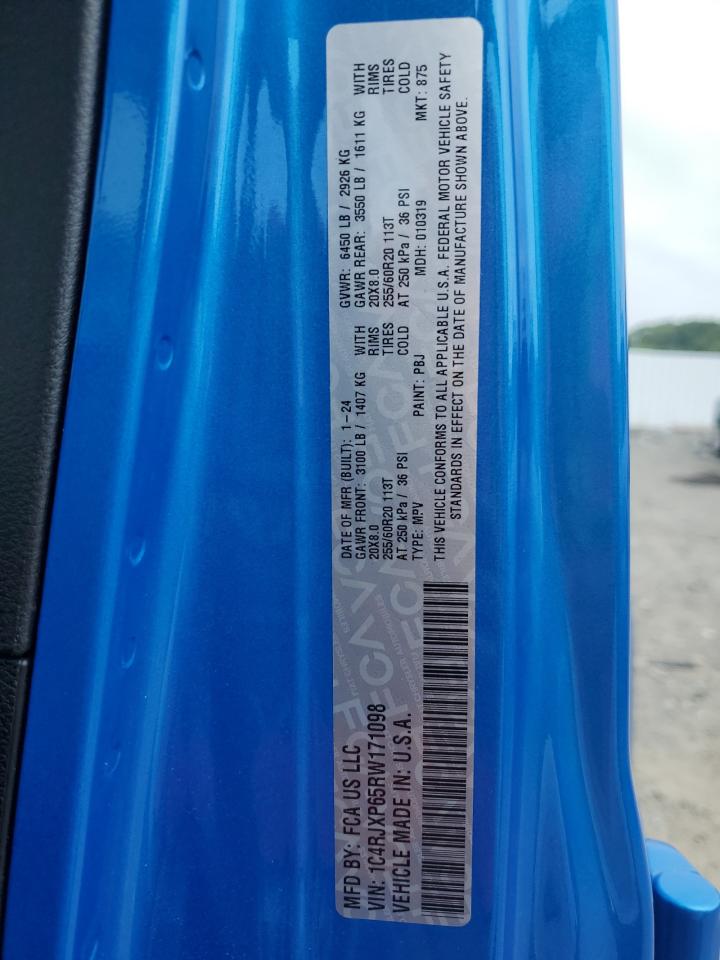 MFD BY: FCA US LLC
VIN: 1C4RJXP65RW171098
VEHICLE MADE IN: U.S.A.
DATE OF MFR (BUILT): 1-24 GVWR: 6450 LB / 2926 KG
GAWR FRONT: 3100 LB / 1407 KG WITH GAWR REAR: 3550 LB / 1611 KG WITH
20X8.0 RIMS 20X8.0 RIMS
255/60R20 113T TIRES 255/60R20 113T TIRES
AT 250 kPa / 36 PSI COLD AT 250 kPa / 36 PSI COLD
TYPE: MPV PAINT: PBJ MDH: 010319 MKT: 875
THIS VEHICLE CONFORMS TO ALL APPLICABLE U.S.A. FEDERAL MOTOR VEHICLE SAFETY
STANDARDS IN EFFECT ON THE DATE OF MANUFACTURE SHOWN ABOVE.